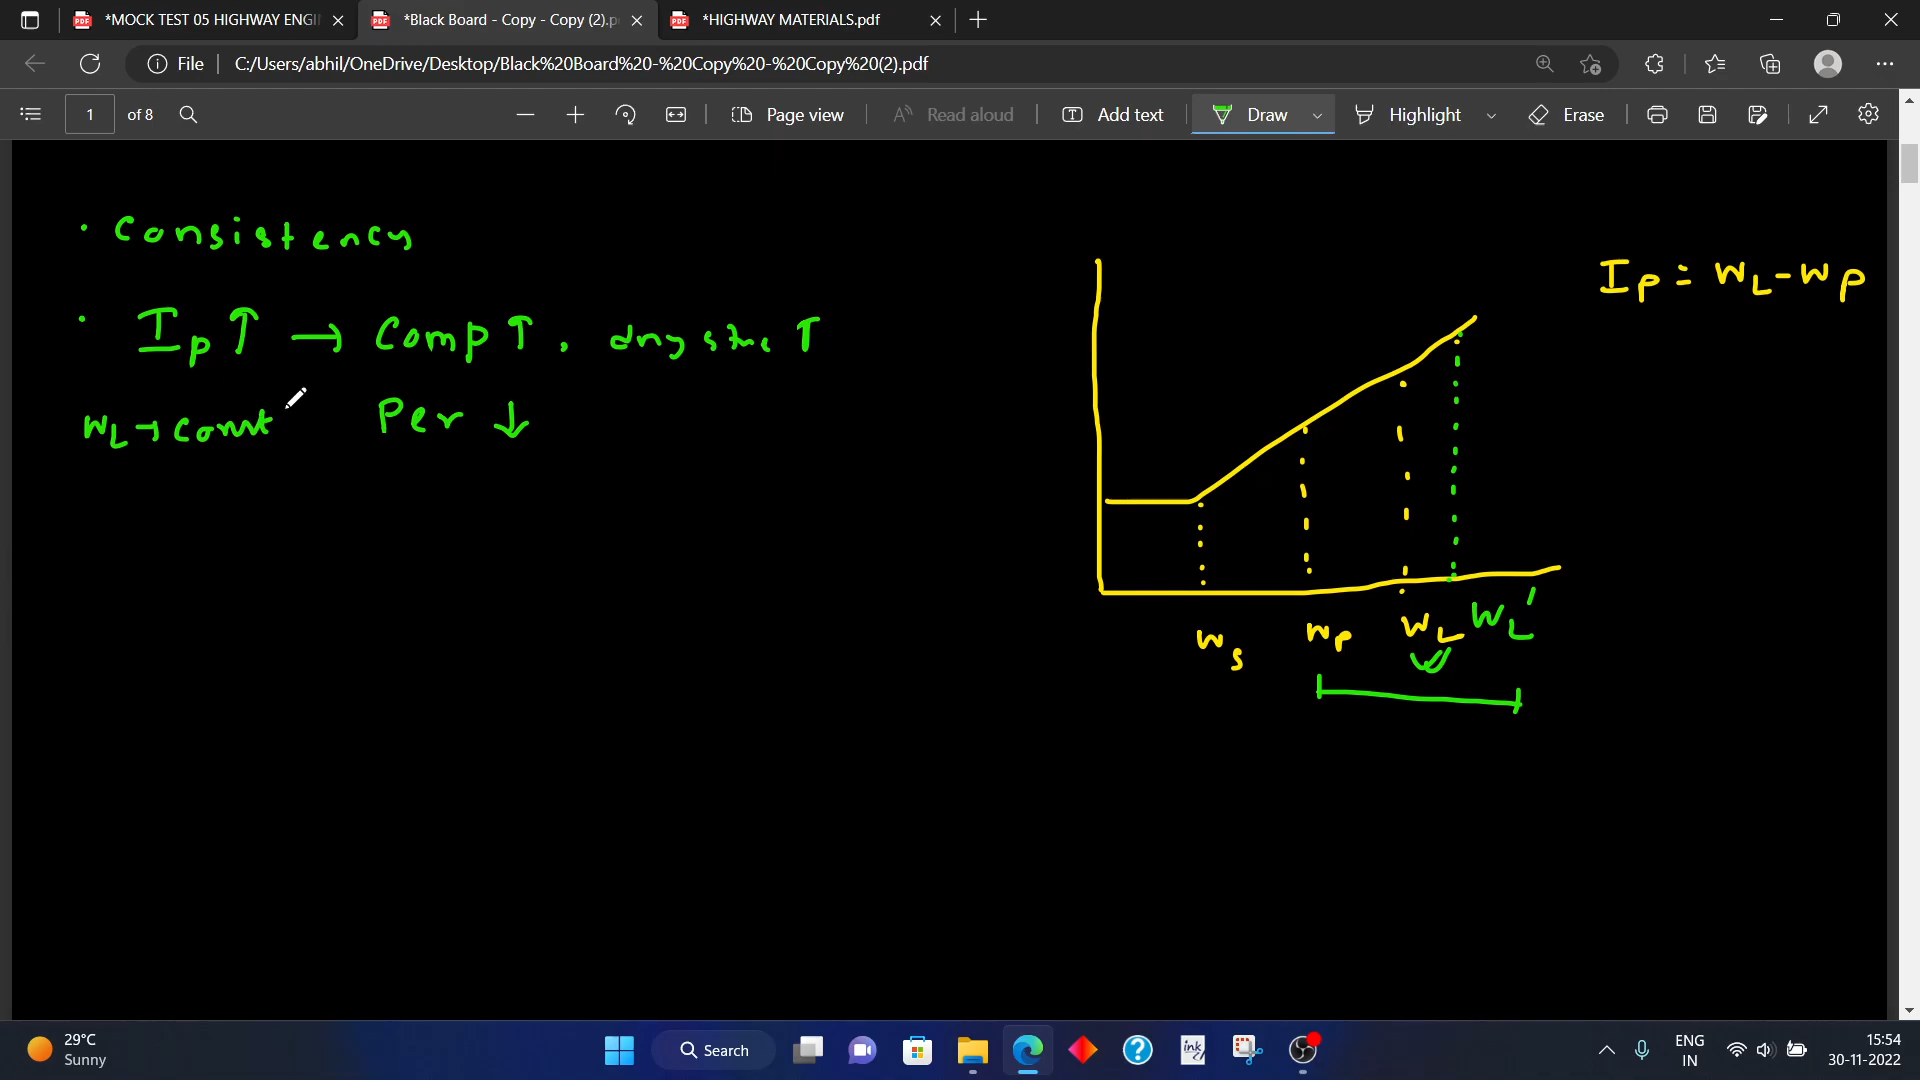 *MOCK TEST 05 HIGHWAY ENGI
*Black Board - Copy - Copy (2).p
*HIGHWAY MATERIALS.pdf
File
C:/Users/abhil/OneDrive/Desktop/Black%20Board%20-%20Copy%20-%20Copy%20(2).pdf
1 of 8
Page view
Read aloud
Add text
Draw
Highlight
Erase
• Consistency
• Ip ↑ → Comp ↑, dry stre ↑
WL → const Per ↓
Ip = WL - Wp
Ws Wp WL WL'
29°C
Sunny
Search
ink
ENG
IN
15:54
30-11-2022